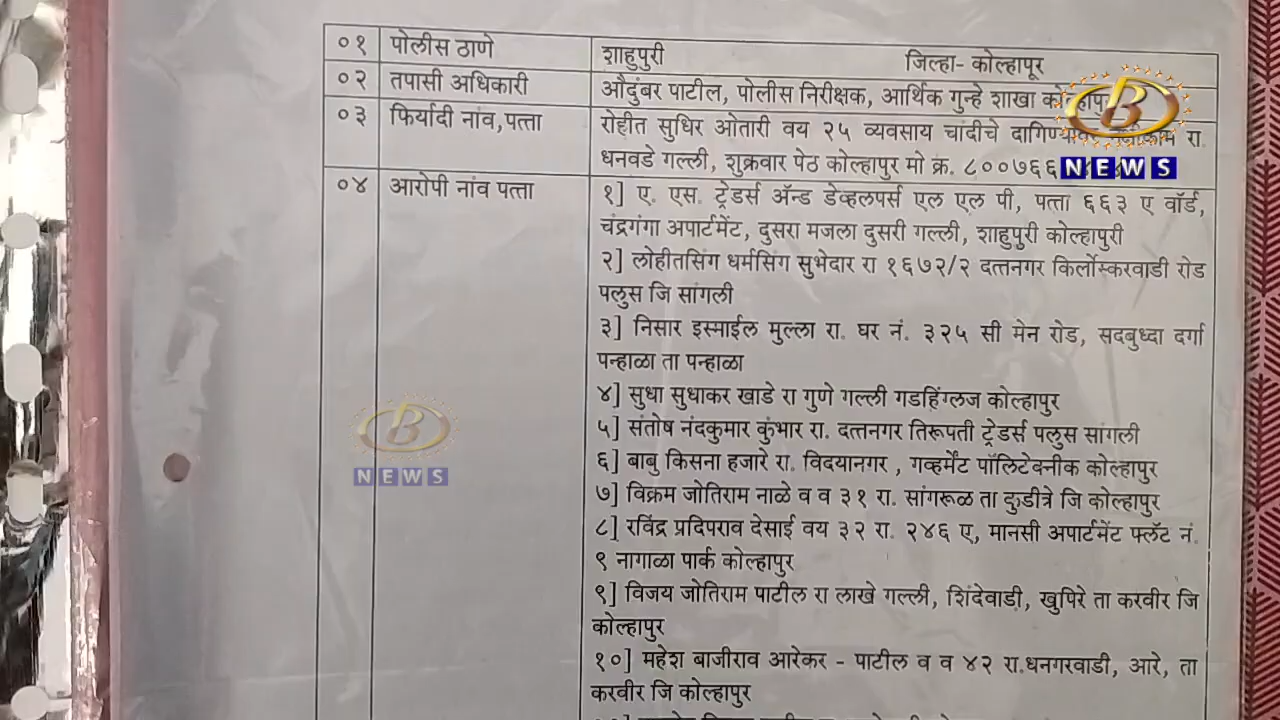 ०१ पोलीस ठाणे शाहुपुरी जिल्हा- कोल्हापूर
०२ तपासी अधिकारी औदुंबर पाटील, पोलीस निरीक्षक, आर्थिक गुन्हे शाखा
०३ फिर्यादी नांव,पत्ता रोहीत सुधिर ओतारी वय २५ व्यवसाय चांदीचे रा.
धनवडे गल्ली, शुक्रवार पेठ कोल्हापुर मो क्र. ८००७६६
०४ आरोपी नांव पत्ता १] ए. एस. ट्रेडर्स ॲन्ड डेव्हलपर्स एल एल पी, पत्ता ६६३ ए वॉर्ड,
चंद्रगंगा अपार्टमेंट, दुसरा मजला दुसरी गल्ली, शाहुपुरी कोल्हापुरी
२] लोहीतसिंग धर्मसिंग सुभेदार रा १६७२/२ दत्तनगर किर्लोस्करवाडी रोड
पलुस जि सांगली
३] निसार इस्माईल मुल्ला रा. घर नं. ३२५ सी मेन रोड, सदबुध्दा दर्गा
पन्हाळा ता पन्हाळा
४] सुधा सुधाकर खाडे रा गुणे गल्ली गडहिंग्लज कोल्हापुर
५] संतोष नंदकुमार कुंभार रा. दत्तनगर तिरूपती ट्रेडर्स पलुस सांगली
६] बाबु किसना हजारे रा. विदयानगर , गव्हर्मेंट पॉलिटेक्नीक कोल्हापुर
७] विक्रम जोतिराम नाळे व व ३१ रा. सांगरूळ ता कुडीत्रे जि कोल्हापुर
८] रविंद्र प्रदिपराव देसाई वय ३२ रा. २४६ ए, मानसी अपार्टमेंट फ्लॅट नं.
९ नागाळा पार्क कोल्हापुर
९] विजय जोतिराम पाटील रा लाखे गल्ली, शिंदेवाडी, खुपिरे ता करवीर जि
कोल्हापुर
१०] महेश बाजीराव आरेकर - पाटील व व ४२ रा.धनगरवाडी, आरे, ता
करवीर जि कोल्हापुर
B NEWS
B NEWS